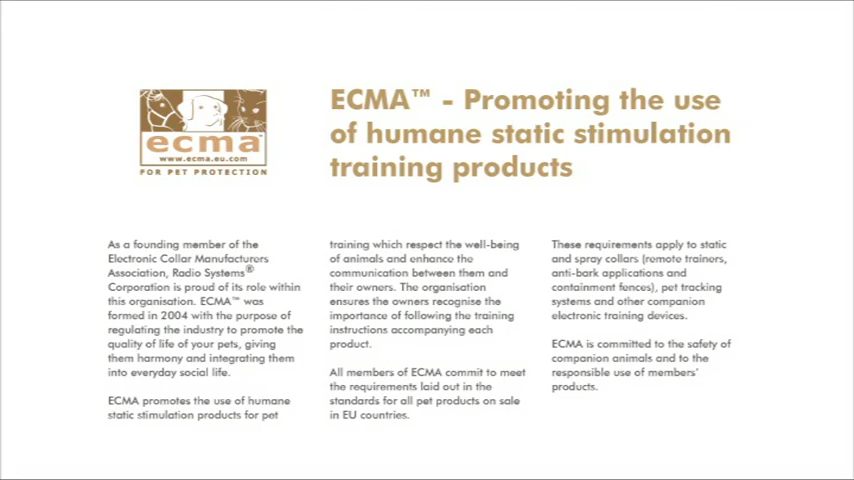 ecma™
www.ecma.eu.com
FOR PET PROTECTION
ECMA™ - Promoting the use
of humane static stimulation
training products
As a founding member of the
Electronic Collar Manufacturers
Association, Radio Systems®
Corporation is proud of its role within
this organisation. ECMA™ was
formed in 2004 with the purpose of
regulating the industry to promote the
quality of life of your pets, giving
them harmony and integrating them
into everyday social life.
ECMA promotes the use of humane
static stimulation products for pet
training which respect the well-being
of animals and enhance the
communication between them and
their owners. The organisation
ensures the owners recognise the
importance of following the training
instructions accompanying each
product.
All members of ECMA commit to meet
the requirements laid out in the
standards for all pet products on sale
in EU countries.
These requirements apply to static
and spray collars (remote trainers,
anti-bark applications and
containment fences), pet tracking
systems and other companion
electronic training devices.
ECMA is committed to the safety of
companion animals and to the
responsible use of members'
products.